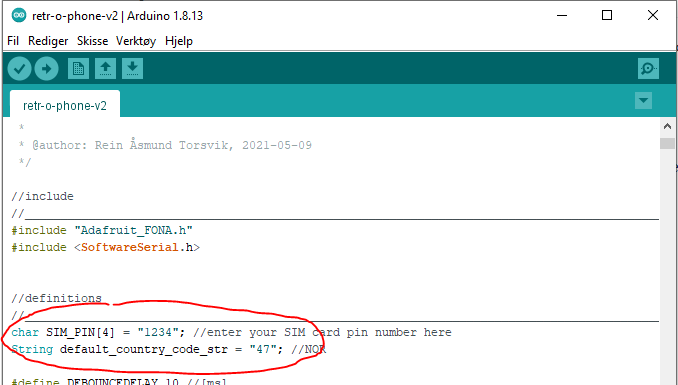 retr-o-phone-v2 | Arduino 1.8.13
Fil Rediger Skisse Verktøy Hjelp
retr-o-phone-v2
*
* @author: Rein Åsmund Torsvik, 2021-05-09
*/
//include
//
#include "Adafruit_FONA.h"
#include <SoftwareSerial.h>
//definitions
//
char SIM_PIN[4] = "1234"; //enter your SIM card pin number here
String default_country_code_str = "47"; //NOR
#define DEBOUNCEDELAY 10 //[ms]